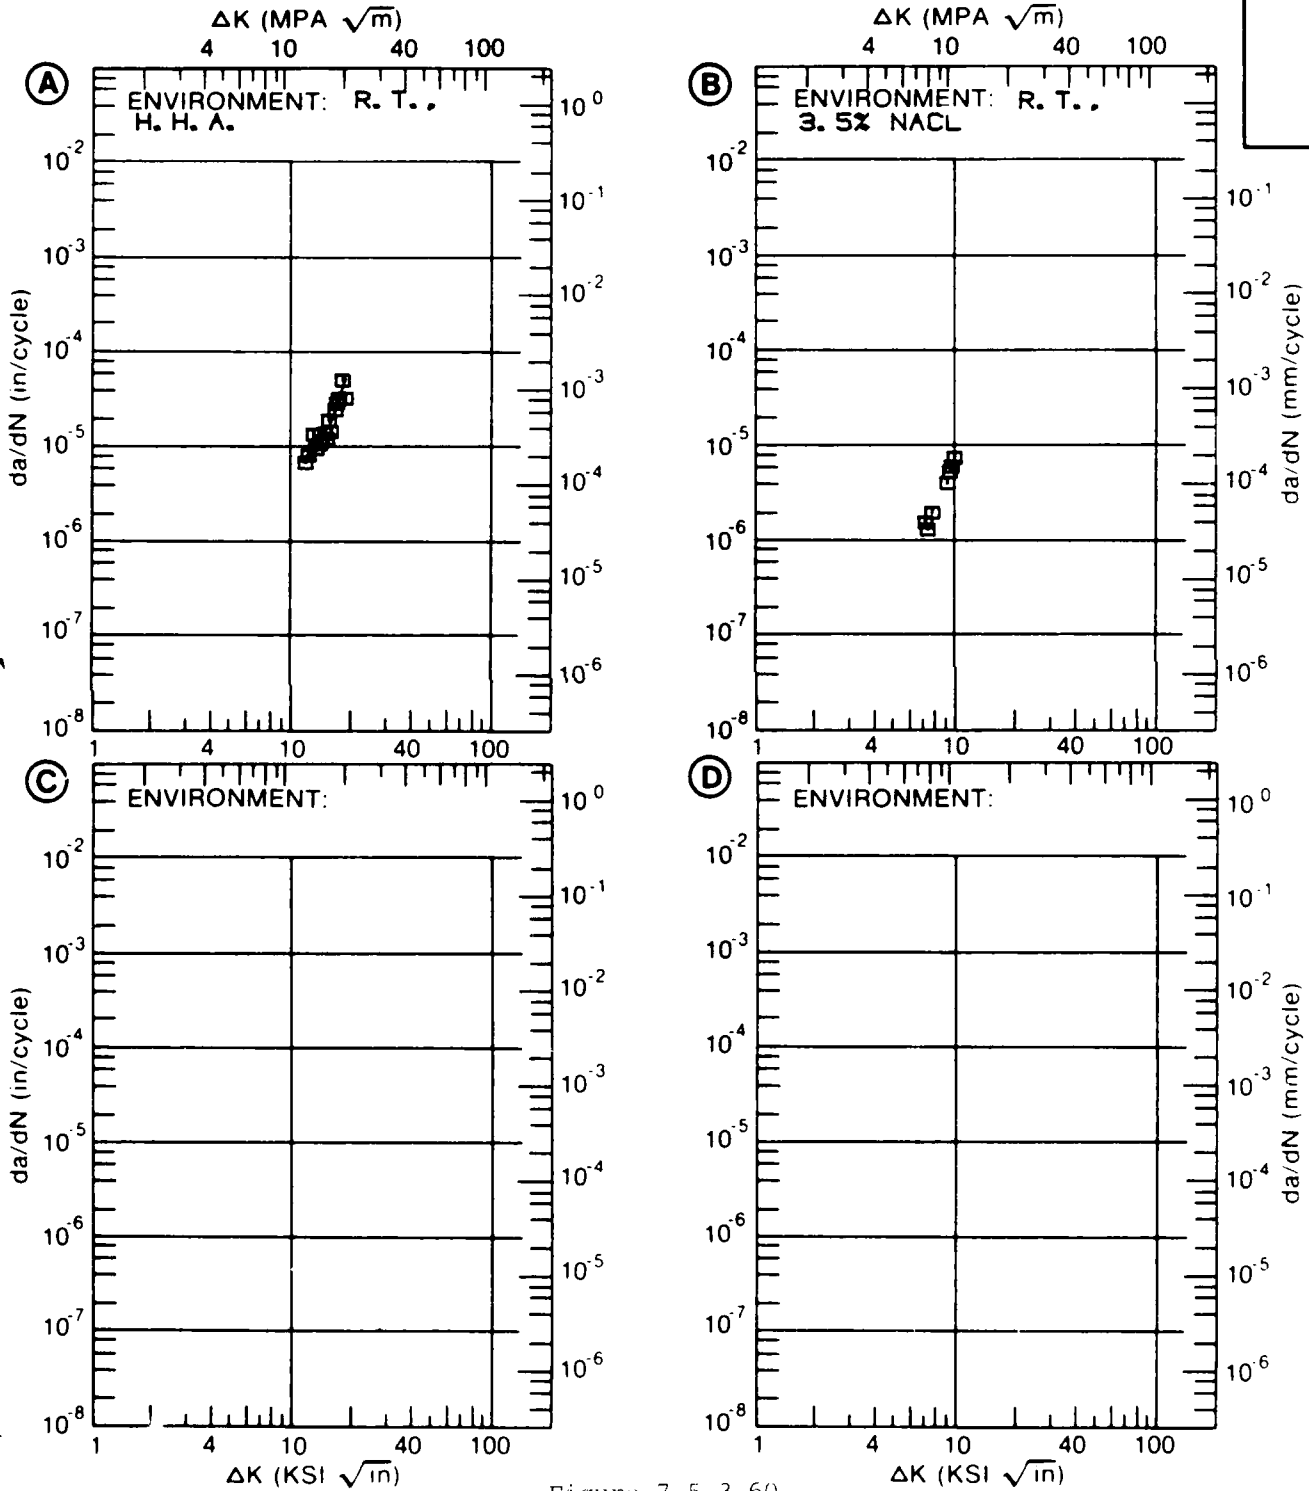 ΔK (MPA √m)
4 10 40 100
A
ENVIRONMENT: R. T.,
H. H. A.
10^0
10^-2
10^-1
10^-3
10^-2
10^-4
10^-3
10^-5
10^-4
10^-6
10^-5
10^-7
10^-6
10^-8
1 4 10 40 100
da/dN (in/cycle)
ΔK (MPA √m)
4 10 40 100
B
ENVIRONMENT: R. T.,
3. 5% NACL
10^-2
10^-1
10^-3
10^-2
10^-4
10^-3
10^-5
10^-4
10^-6
10^-5
10^-7
10^-6
10^-8
1 4 10 40 100
da/dN (mm/cycle)
C
ENVIRONMENT:
10^0
10^-2
10^-1
10^-3
10^-2
10^-4
10^-3
10^-5
10^-4
10^-6
10^-5
10^-7
10^-6
10^-8
1 4 10 40 100
da/dN (in/cycle)
ΔK (KSI √in)
D
ENVIRONMENT:
10^0
10^-2
10^-1
10^-3
10^-2
10^-4
10^-3
10^-5
10^-4
10^-6
10^-5
10^-7
10^-6
10^-8
1 4 10 40 100
da/dN (mm/cycle)
ΔK (KSI √in)